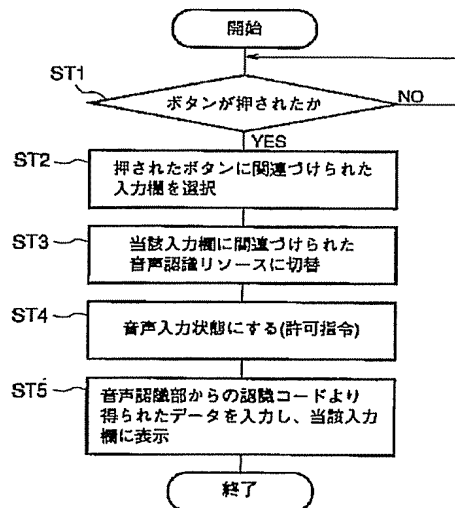 開始
ST1
ボタンが押されたか
NO
YES
ST2
押されたボタンに関連づけられた
入力欄を選択
ST3
当該入力欄に関連づけられた
音声認識リソースに切替
ST4
音声入力状態にする(許可指令)
ST5
音声認識部からの認識コードより
得られたデータを入力し、当該入力
欄に表示
終了